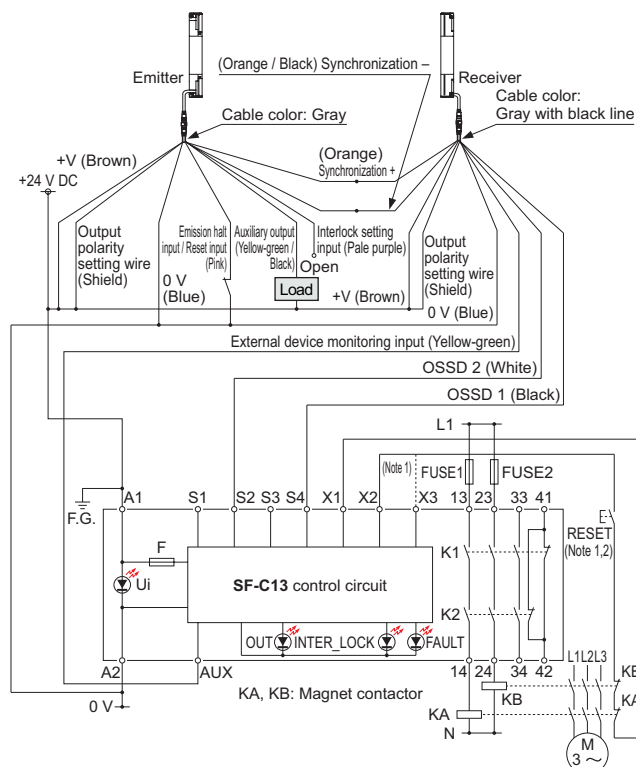 (Orange / Black) Synchronization –
Emitter
Receiver
Cable color: Gray
Cable color:
Gray with black line
+V (Brown)
(Orange)
Synchronization +
+24 V DC
Output
polarity
setting wire
(Shield)
0 V
(Blue)
Emission halt
input / Reset input
(Pink)
Auxiliary output
(Yellow-green /
Black)
Interlock setting
input (Pale purple)
Open
Load
+V (Brown)
Output
polarity
setting wire
(Shield)
0 V (Blue)
External device monitoring input (Yellow-green)
OSSD 2 (White)
OSSD 1 (Black)
L1
(Note 1)
FUSE1
FUSE2
F.G.
A1
S1
S2
S3
S4
X1
X2
X3
13
23
33
41
RESET
(Note 1,2)
F
Ui
SF-C13 control circuit
K1
K2
OUT
INTER_LOCK
FAULT
A2
AUX
14
24
34
42
L1
L2
L3
KA, KB: Magnet contactor
KB
KB
KA
KA
0 V
N
M
3 ~